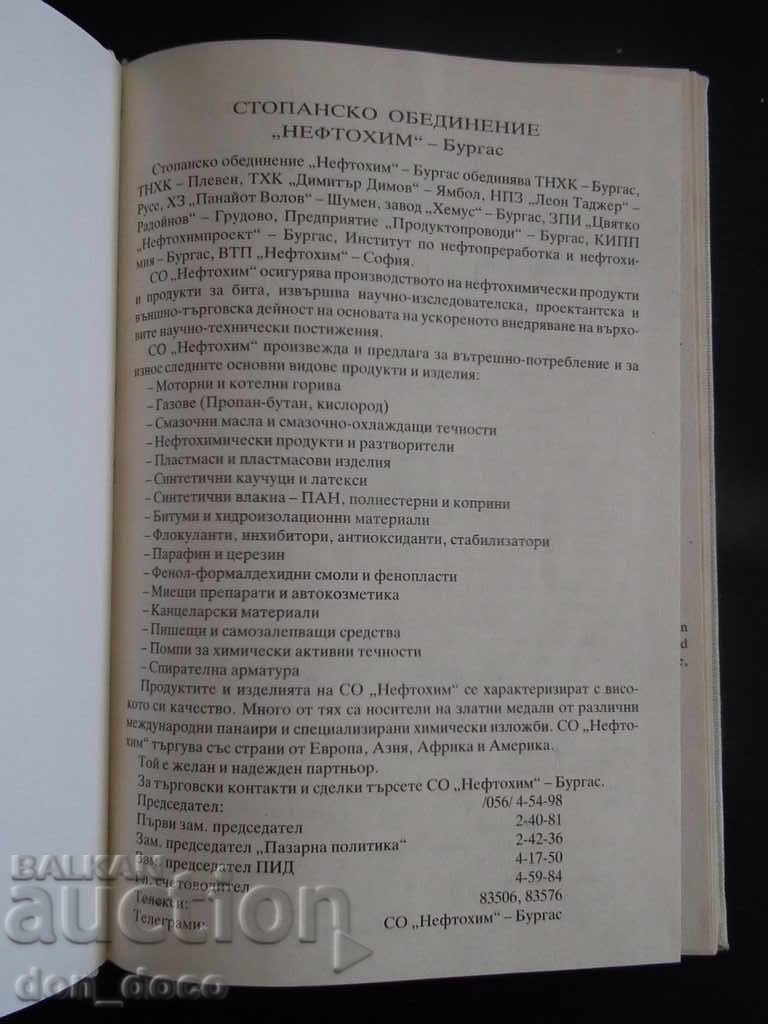 СТОПАНСКО ОБЕДИНЕНИЕ
„НЕФТОХИМ“ – Бургас
Стопанско обединение „Нефтохим“ – Бургас обединява ТНХК – Бургас,
ТНХК – Плевен, ТХК „Димитър Димов“ – Ямбол, НПЗ „Леон Таджер“ –
Русе, ХЗ „Панайот Волов“ – Шумен, завод „Хемус“ – Бургас, ЗПИ „Цвятко
Радойнов“ – Грудово, Предприятие „Продуктопроводи“ – Бургас, КИПП
„Нефтохимпроект“ – Бургас, Институт по нефтопреработка и нефтохи-
мия – Бургас, ВТП „Нефтохим“ – София.
СО „Нефтохим“ осигурява производството на нефтохимически продукти
и продукти за бита, извършва научно-изследователска, проектантска и
външно-търговска дейност на основата на ускореното внедряване на върхо-
вите научно-технически постижения.
СО „Нефтохим“ произвежда и предлага за вътрешно-потребление и за
износ следните основни видове продукти и изделия:
– Моторни и котелни горива
– Газове (Пропан-бутан, кислород)
– Смазочни масла и смазочно-охлаждащи течности
– Нефтохимически продукти и разтворители
– Пластмаси и пластмасови изделия
– Синтетични каучуци и латекси
– Синтетични влакна – ПАН, полиестерни и коприни
– Битуми и хидроизолационни материали
– Флокуланти, инхибитори, антиоксиданти, стабилизатори
– Парафин и церезин
– Фенол-формалдехидни смоли и фенопласти
– Миещи препарати и автокозметика
– Канцеларски материали
– Пишещи и самозалепващи средства
– Помпи за химически активни течности
– Спирателна арматура
Продуктите и изделията на СО „Нефтохим“ се характеризират с висо-
кото си качество. Много от тях са носители на златни медали от различни
международни панаири и специализирани химически изложби. СО „Нефто-
хим“ търгува със страни от Европа, Азия, Африка и Америка.
Той е желан и надежден партньор.
За търговски контакти и сделки търсете СО „Нефтохим“ – Бургас.
Председател: /056/ 4-54-98
Първи зам. председател 2-40-81
Зам. председател „Пазарна политика“ 2-42-36
Зам. председател ПИД 4-17-50
Гл. счетоводител 4-59-84
Телекси: 83506, 83576
Телеграми: СО „Нефтохим“ – Бургас
BALKAN
auction
don_doco